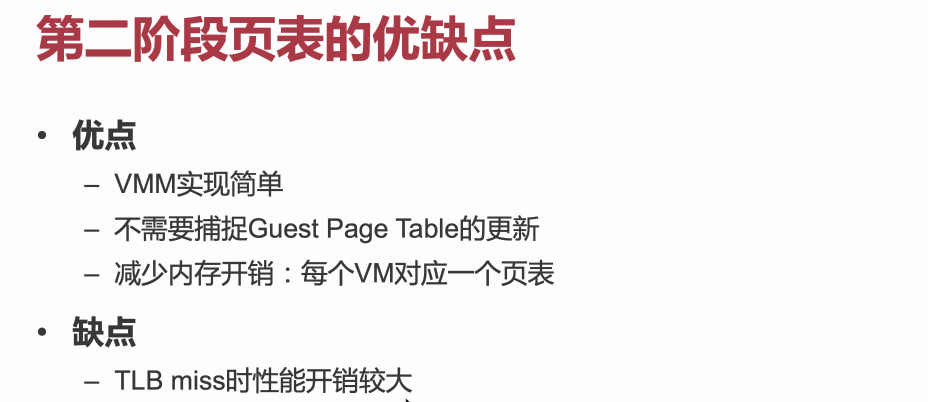 第二阶段页表的优缺点
• 优点
– VMM实现简单
– 不需要捕捉Guest Page Table的更新
– 减少内存开销：每个VM对应一个页表
• 缺点
– TLB miss时性能开销较大